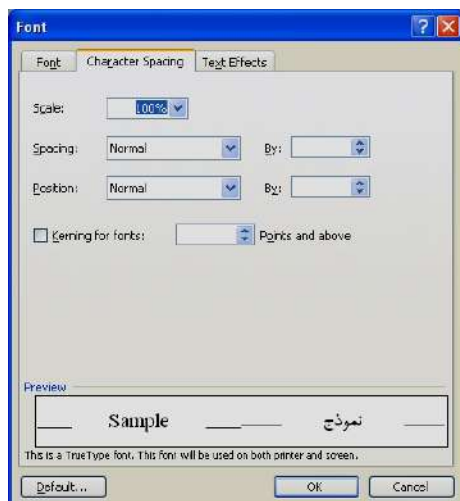 Font
Font Character Spacing Text Effects
Scale: 100%
Spacing: Normal By:
Position: Normal By:
Kerning for fonts: Points and above
Preview
Sample نموذج
This is a TrueType font. This font will be used on both printer and screen.
Default... OK Cancel